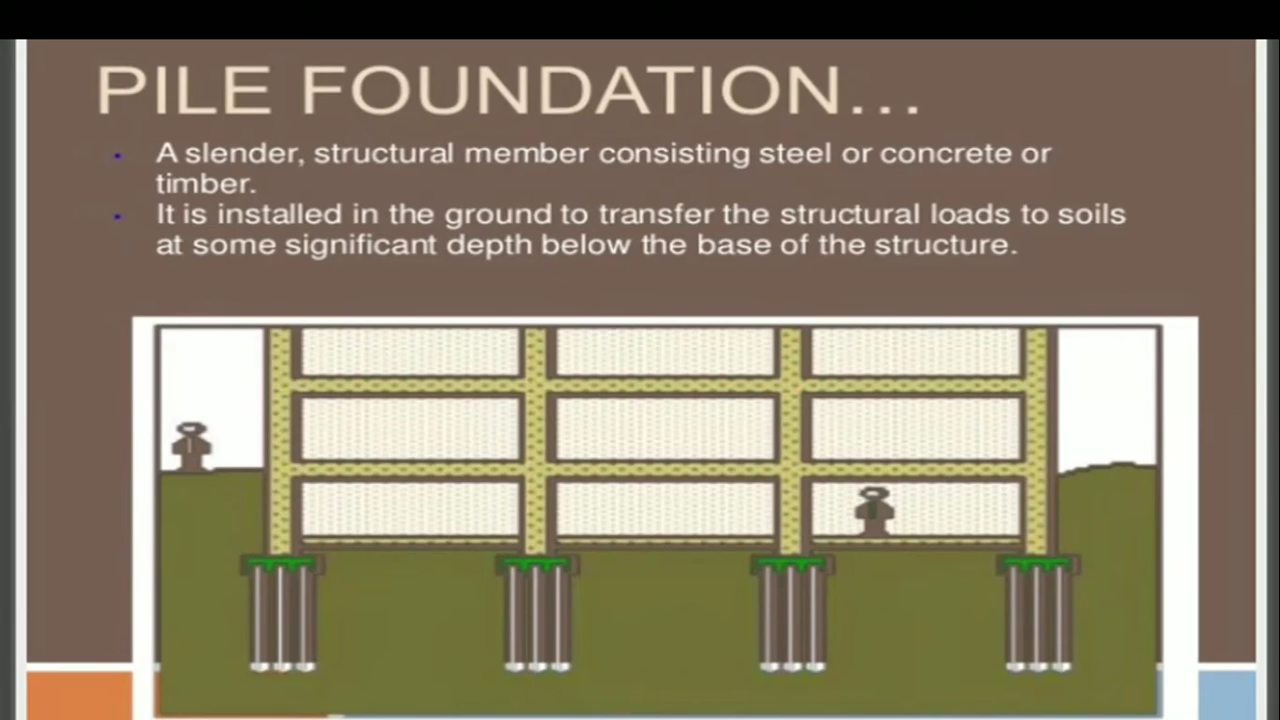 PILE FOUNDATION...
A slender, structural member consisting steel or concrete or
timber.
It is installed in the ground to transfer the structural loads to soils
at some significant depth below the base of the structure.